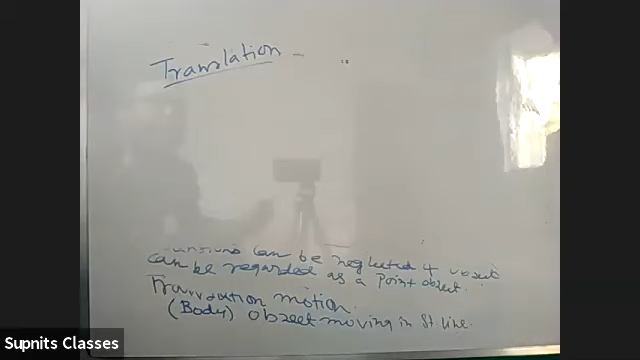 Translation -
can be neglected & object
can be regarded as a point object.
Translation motion.
(Body) object moving in St. line.
Supnits Classes